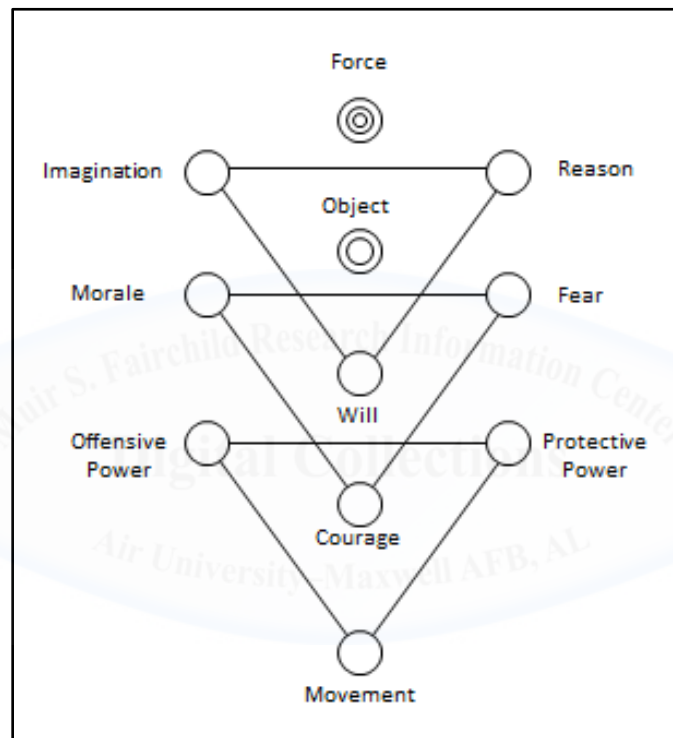 Force
Imagination
Reason
Object
Morale
Fear
Muir S. Fairchild Research Information Center
Will
Offensive
Power
Protective
Power
Digital Collections
Courage
Air University-Maxwell AFB, AL
Movement